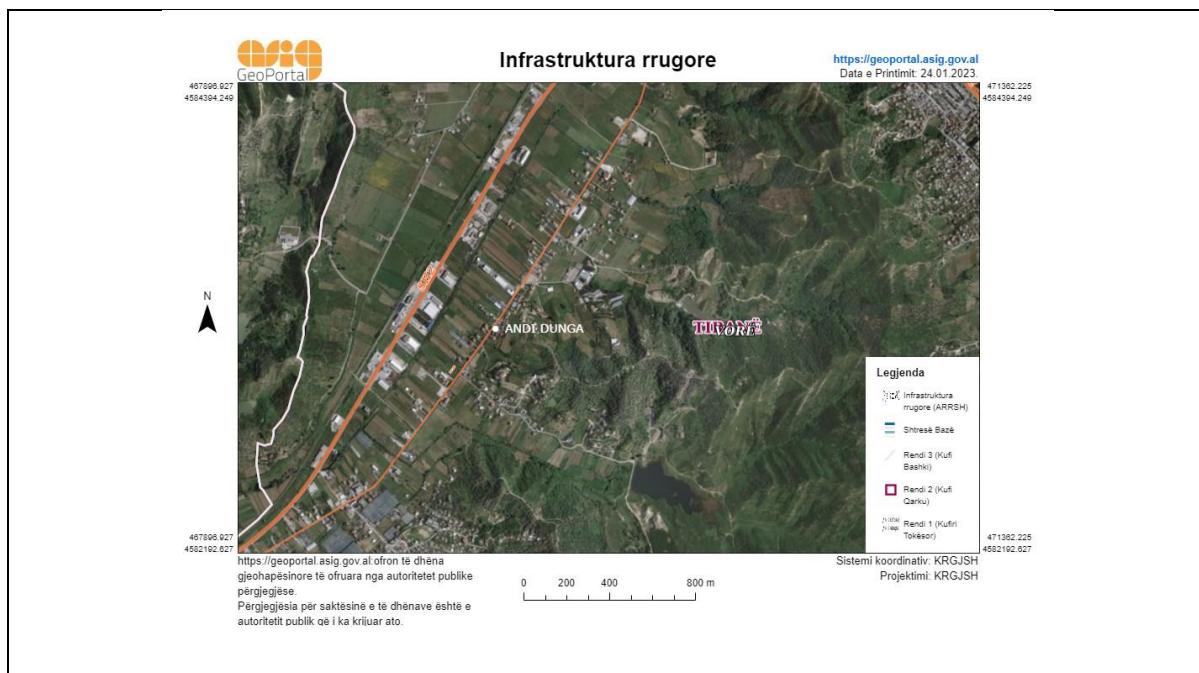 asig
GeoPortal
Infrastruktura rrugore
https://geoportal.asig.gov.al
Data e Printimit: 24.01.2023.
467896.927
4584394.249
471362.225
4584394.249
N
ANDI DUNGA
TIRANË
VORË
Legjenda
Infrastruktura
rrugore (ARRSH)
Shtresë Bazë
Rendi 3 (Kufi
Bashki)
Rendi 2 (Kufi
Qarku)
Rendi 1 (Kufiri
Tokësor)
467896.927
4582192.627
471362.225
4582192.627
https://geoportal.asig.gov.al:ofron të dhëna
gjeohapësinore të ofruara nga autoritetet publike
përgjegjëse.
Përgjegjësia për saktësinë e të dhënave është e
autoritetit publik që i ka krijuar ato.
0 200 400 800 m
Sistemi koordinativ: KRGJSH
Projektimi: KRGJSH